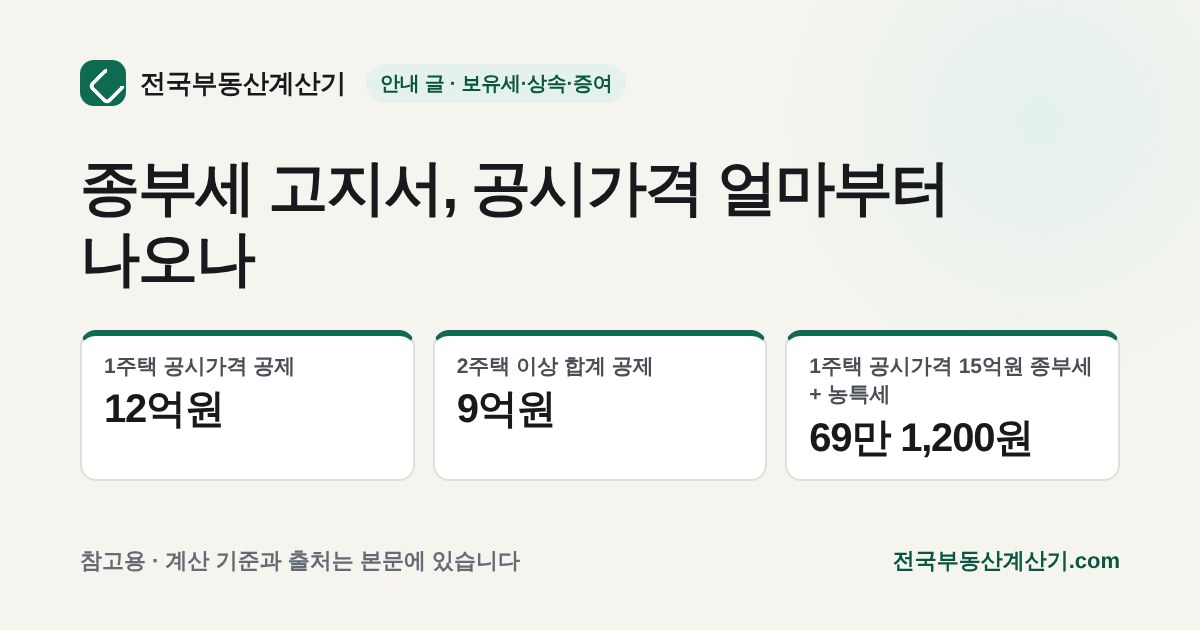 전국부동산계산기
안내 글 · 보유세·상속·증여
종부세 고지서, 공시가격 얼마부터
나오나
1주택 공시가격 공제
12억원
2주택 이상 합계 공제
9억원
1주택 공시가격 15억원 종부세
+ 농특세
69만 1,200원
참고용 · 계산 기준과 출처는 본문에 있습니다
전국부동산계산기.com